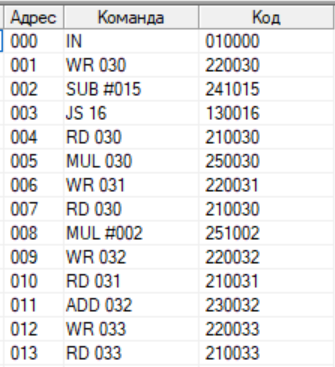 Адрес Команда Код
000 IN 010000
001 WR 030 220030
002 SUB #015 241015
003 JS 16 130016
004 RD 030 210030
005 MUL 030 250030
006 WR 031 220031
007 RD 030 210030
008 MUL #002 251002
009 WR 032 220032
010 RD 031 210031
011 ADD 032 230032
012 WR 033 220033
013 RD 033 210033